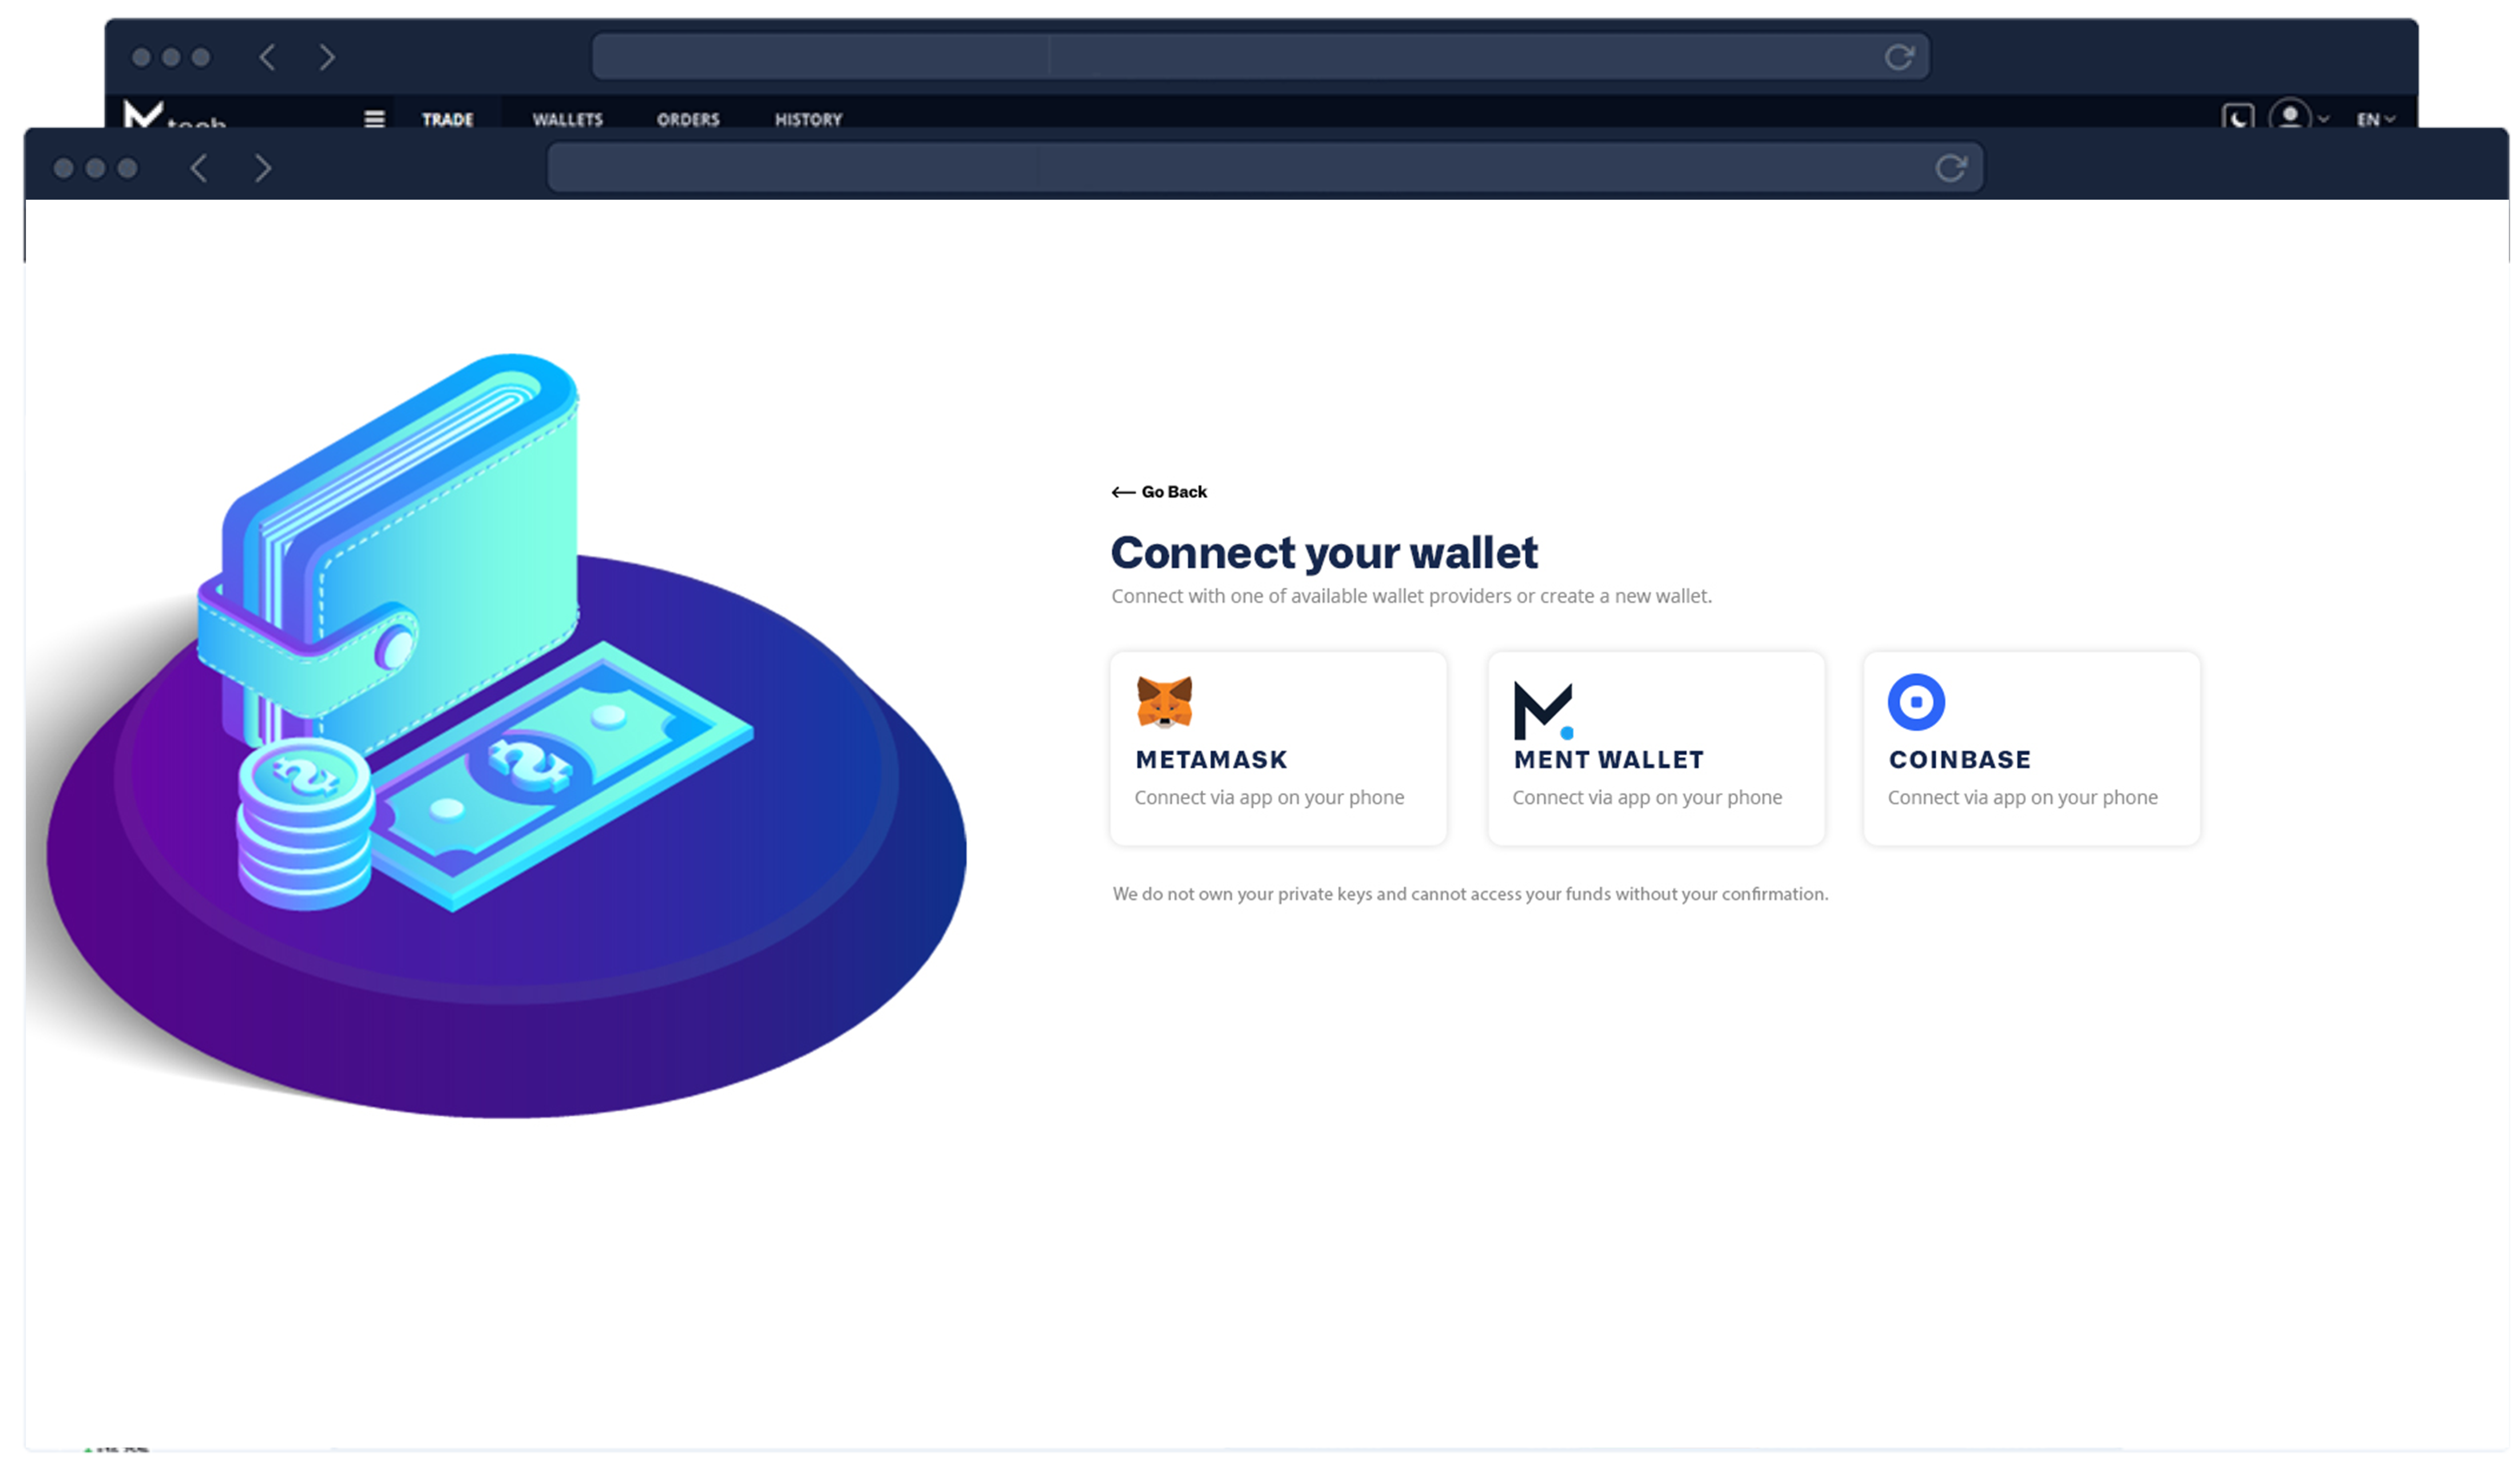 TRADE WALLETS ORDERS HISTORY EN
Go Back
Connect your wallet
Connect with one of available wallet providers or create a new wallet.
METAMASK
Connect via app on your phone
MENT WALLET
Connect via app on your phone
COINBASE
Connect via app on your phone
We do not own your private keys and cannot access your funds without your confirmation.